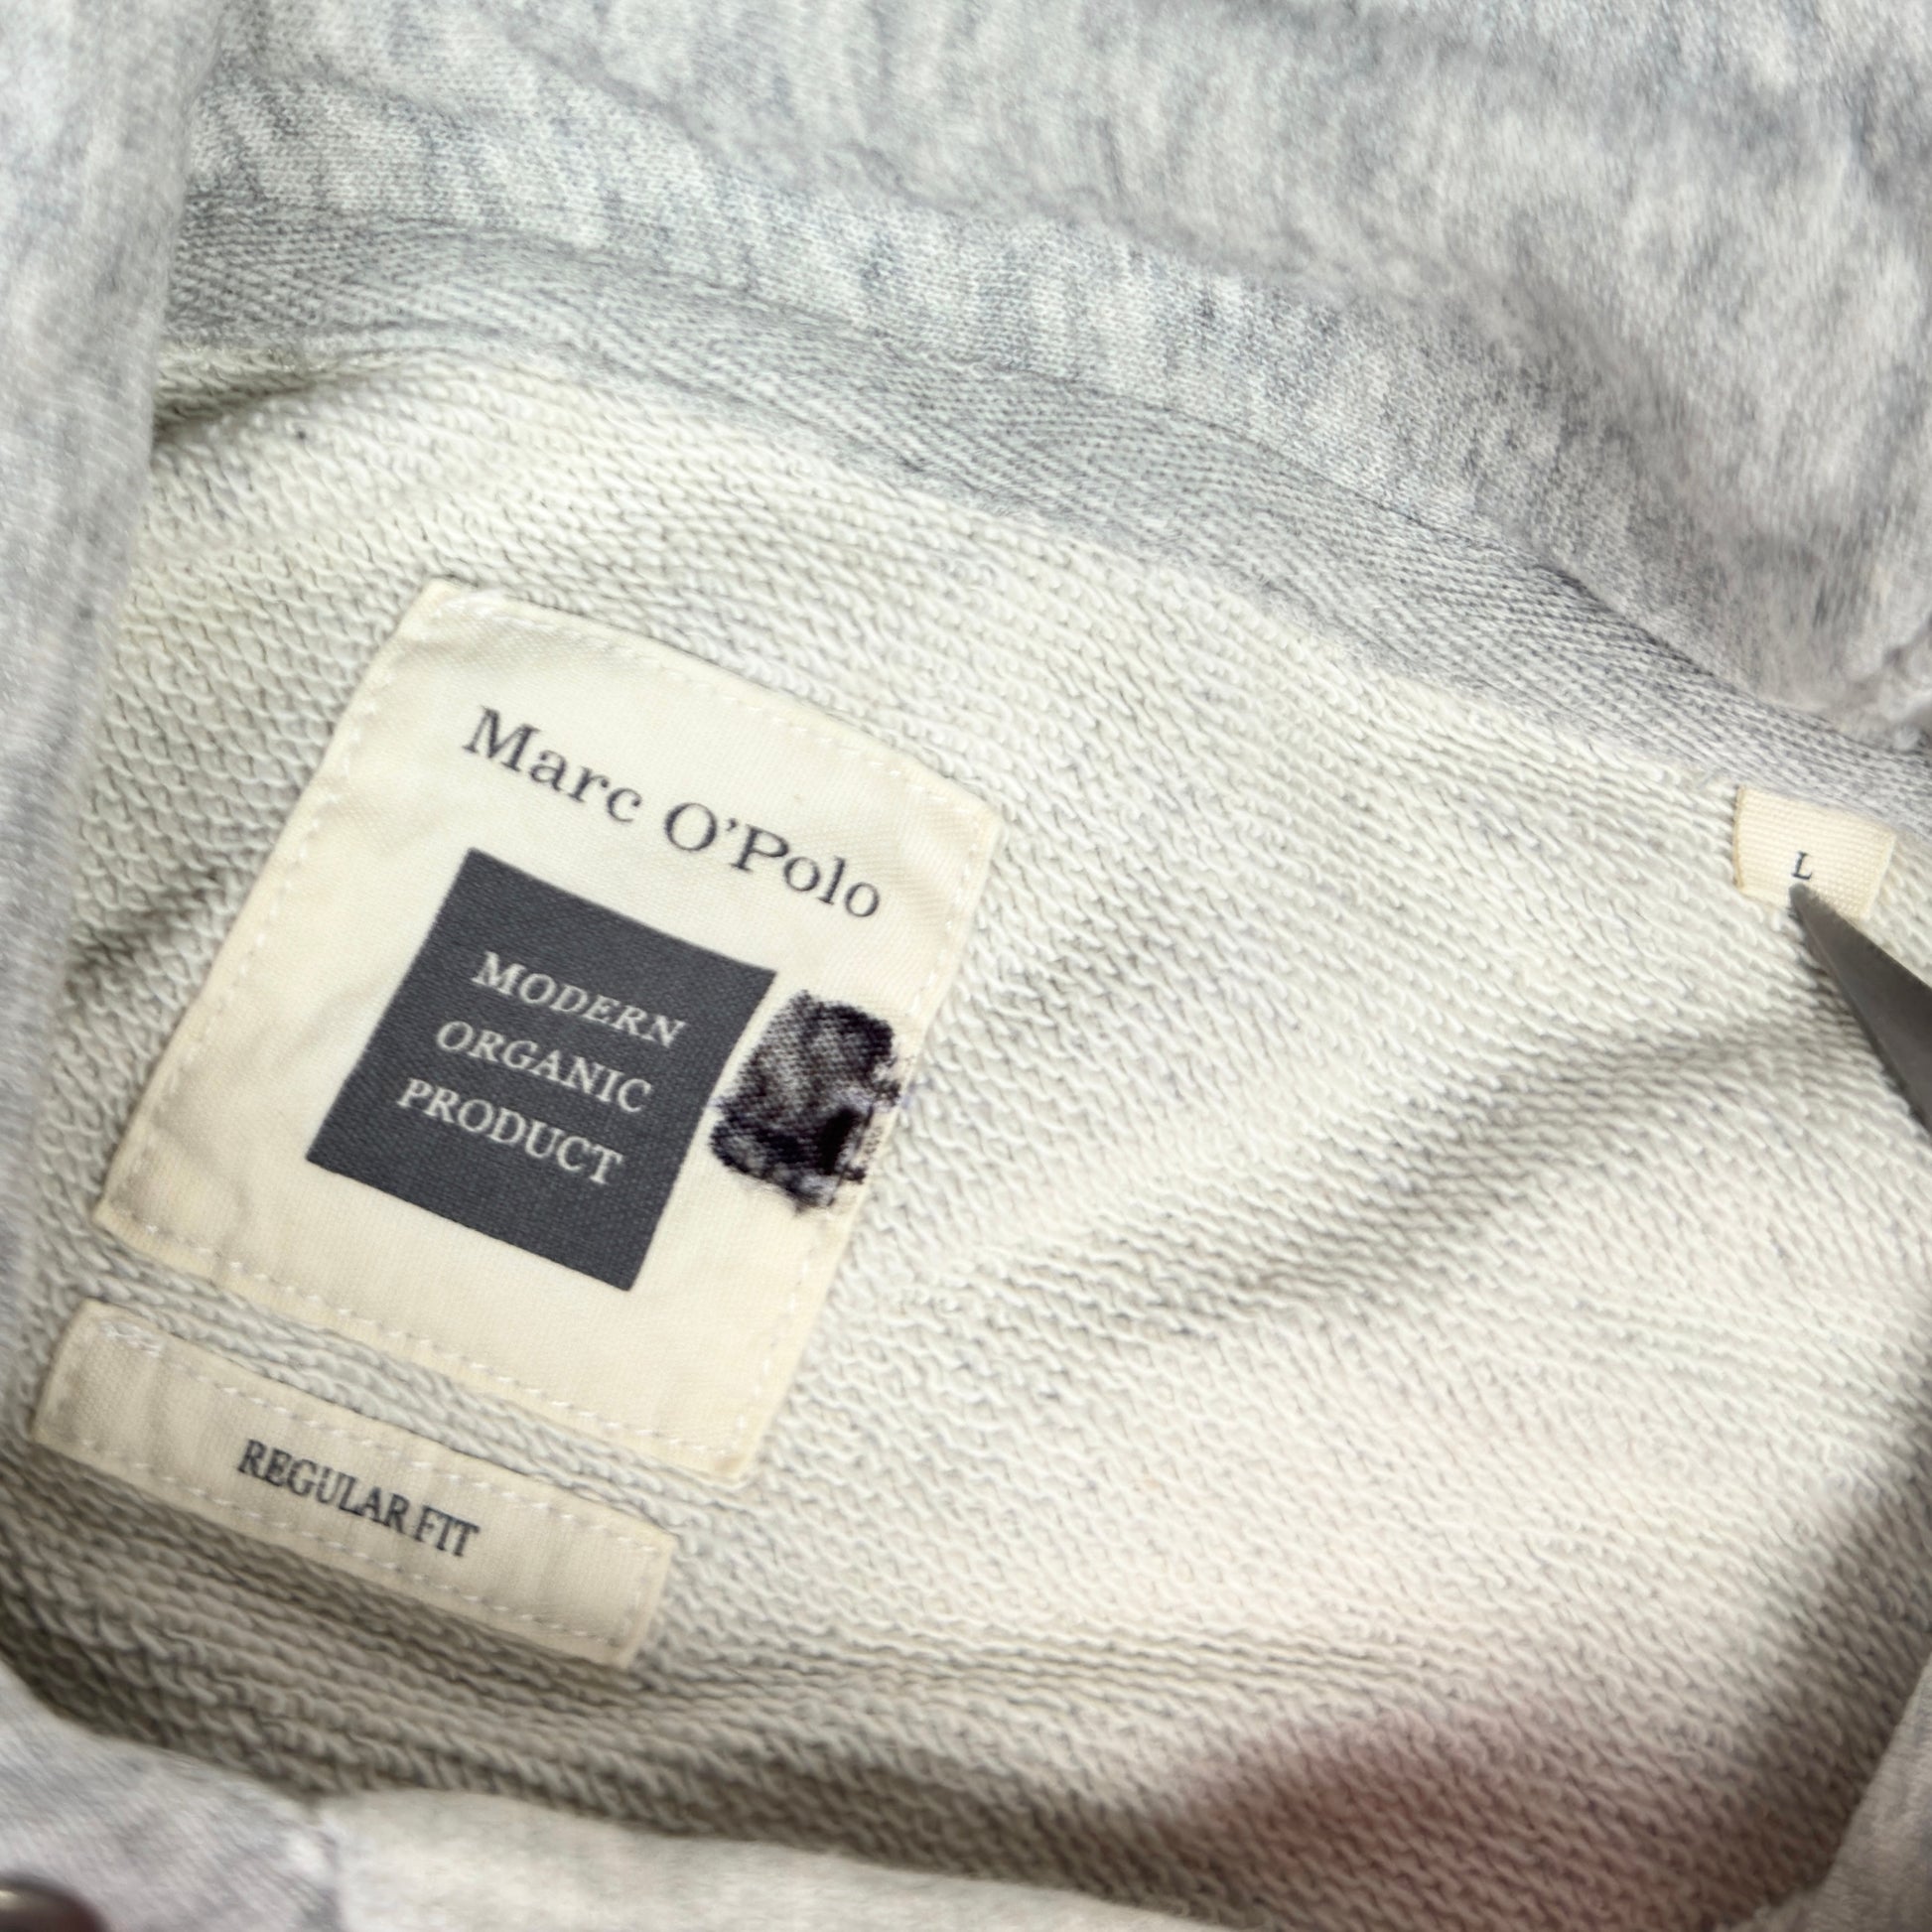 Marc O'Polo
MODERN
ORGANIC
PRODUCT
REGULAR FIT
L